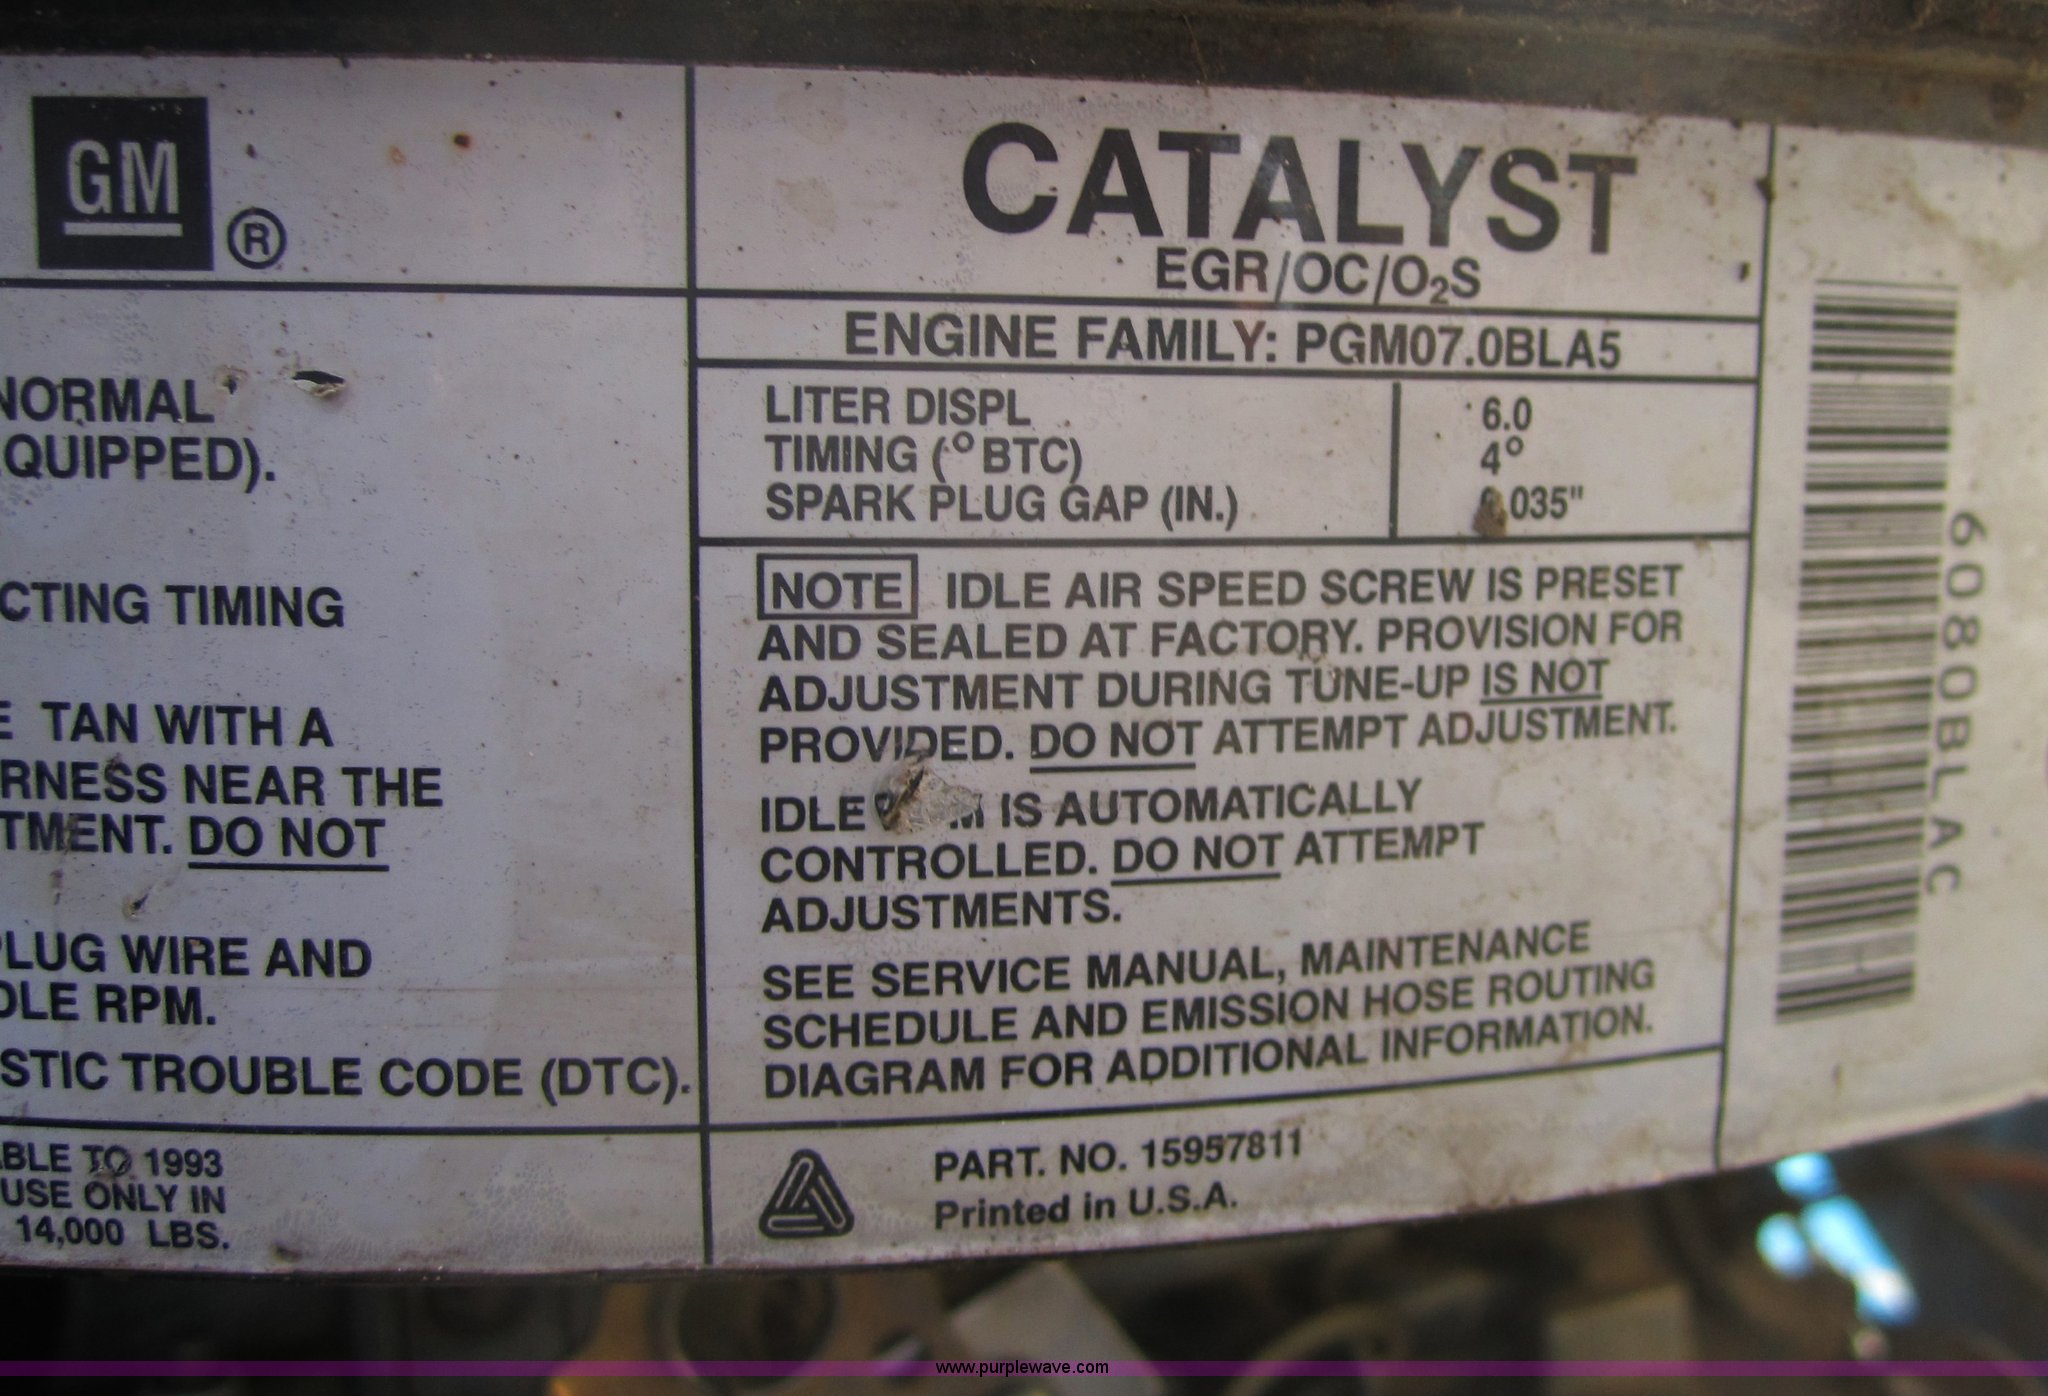 GM
®
NORMAL
QUIPPED).
CTING TIMING
E TAN WITH A
RNESS NEAR THE
TMENT. DO NOT
PLUG WIRE AND
DLE RPM.
STIC TROUBLE CODE (DTC).
ABLE TO 1993
USE ONLY IN
14,000 LBS.
CATALYST
EGR/OC/O₂S
ENGINE FAMILY: PGM07.0BLA5
LITER DISPL 6.0
TIMING (°BTC) 4°
SPARK PLUG GAP (IN.) 0.035"
NOTE IDLE AIR SPEED SCREW IS PRESET
AND SEALED AT FACTORY. PROVISION FOR
ADJUSTMENT DURING TUNE-UP IS NOT
PROVIDED. DO NOT ATTEMPT ADJUSTMENT.
IDLE IS AUTOMATICALLY
CONTROLLED. DO NOT ATTEMPT
ADJUSTMENTS.
SEE SERVICE MANUAL, MAINTENANCE
SCHEDULE AND EMISSION HOSE ROUTING
DIAGRAM FOR ADDITIONAL INFORMATION.
PART. NO. 15957811
Printed in U.S.A.
6080BLAC
www.purplewave.com